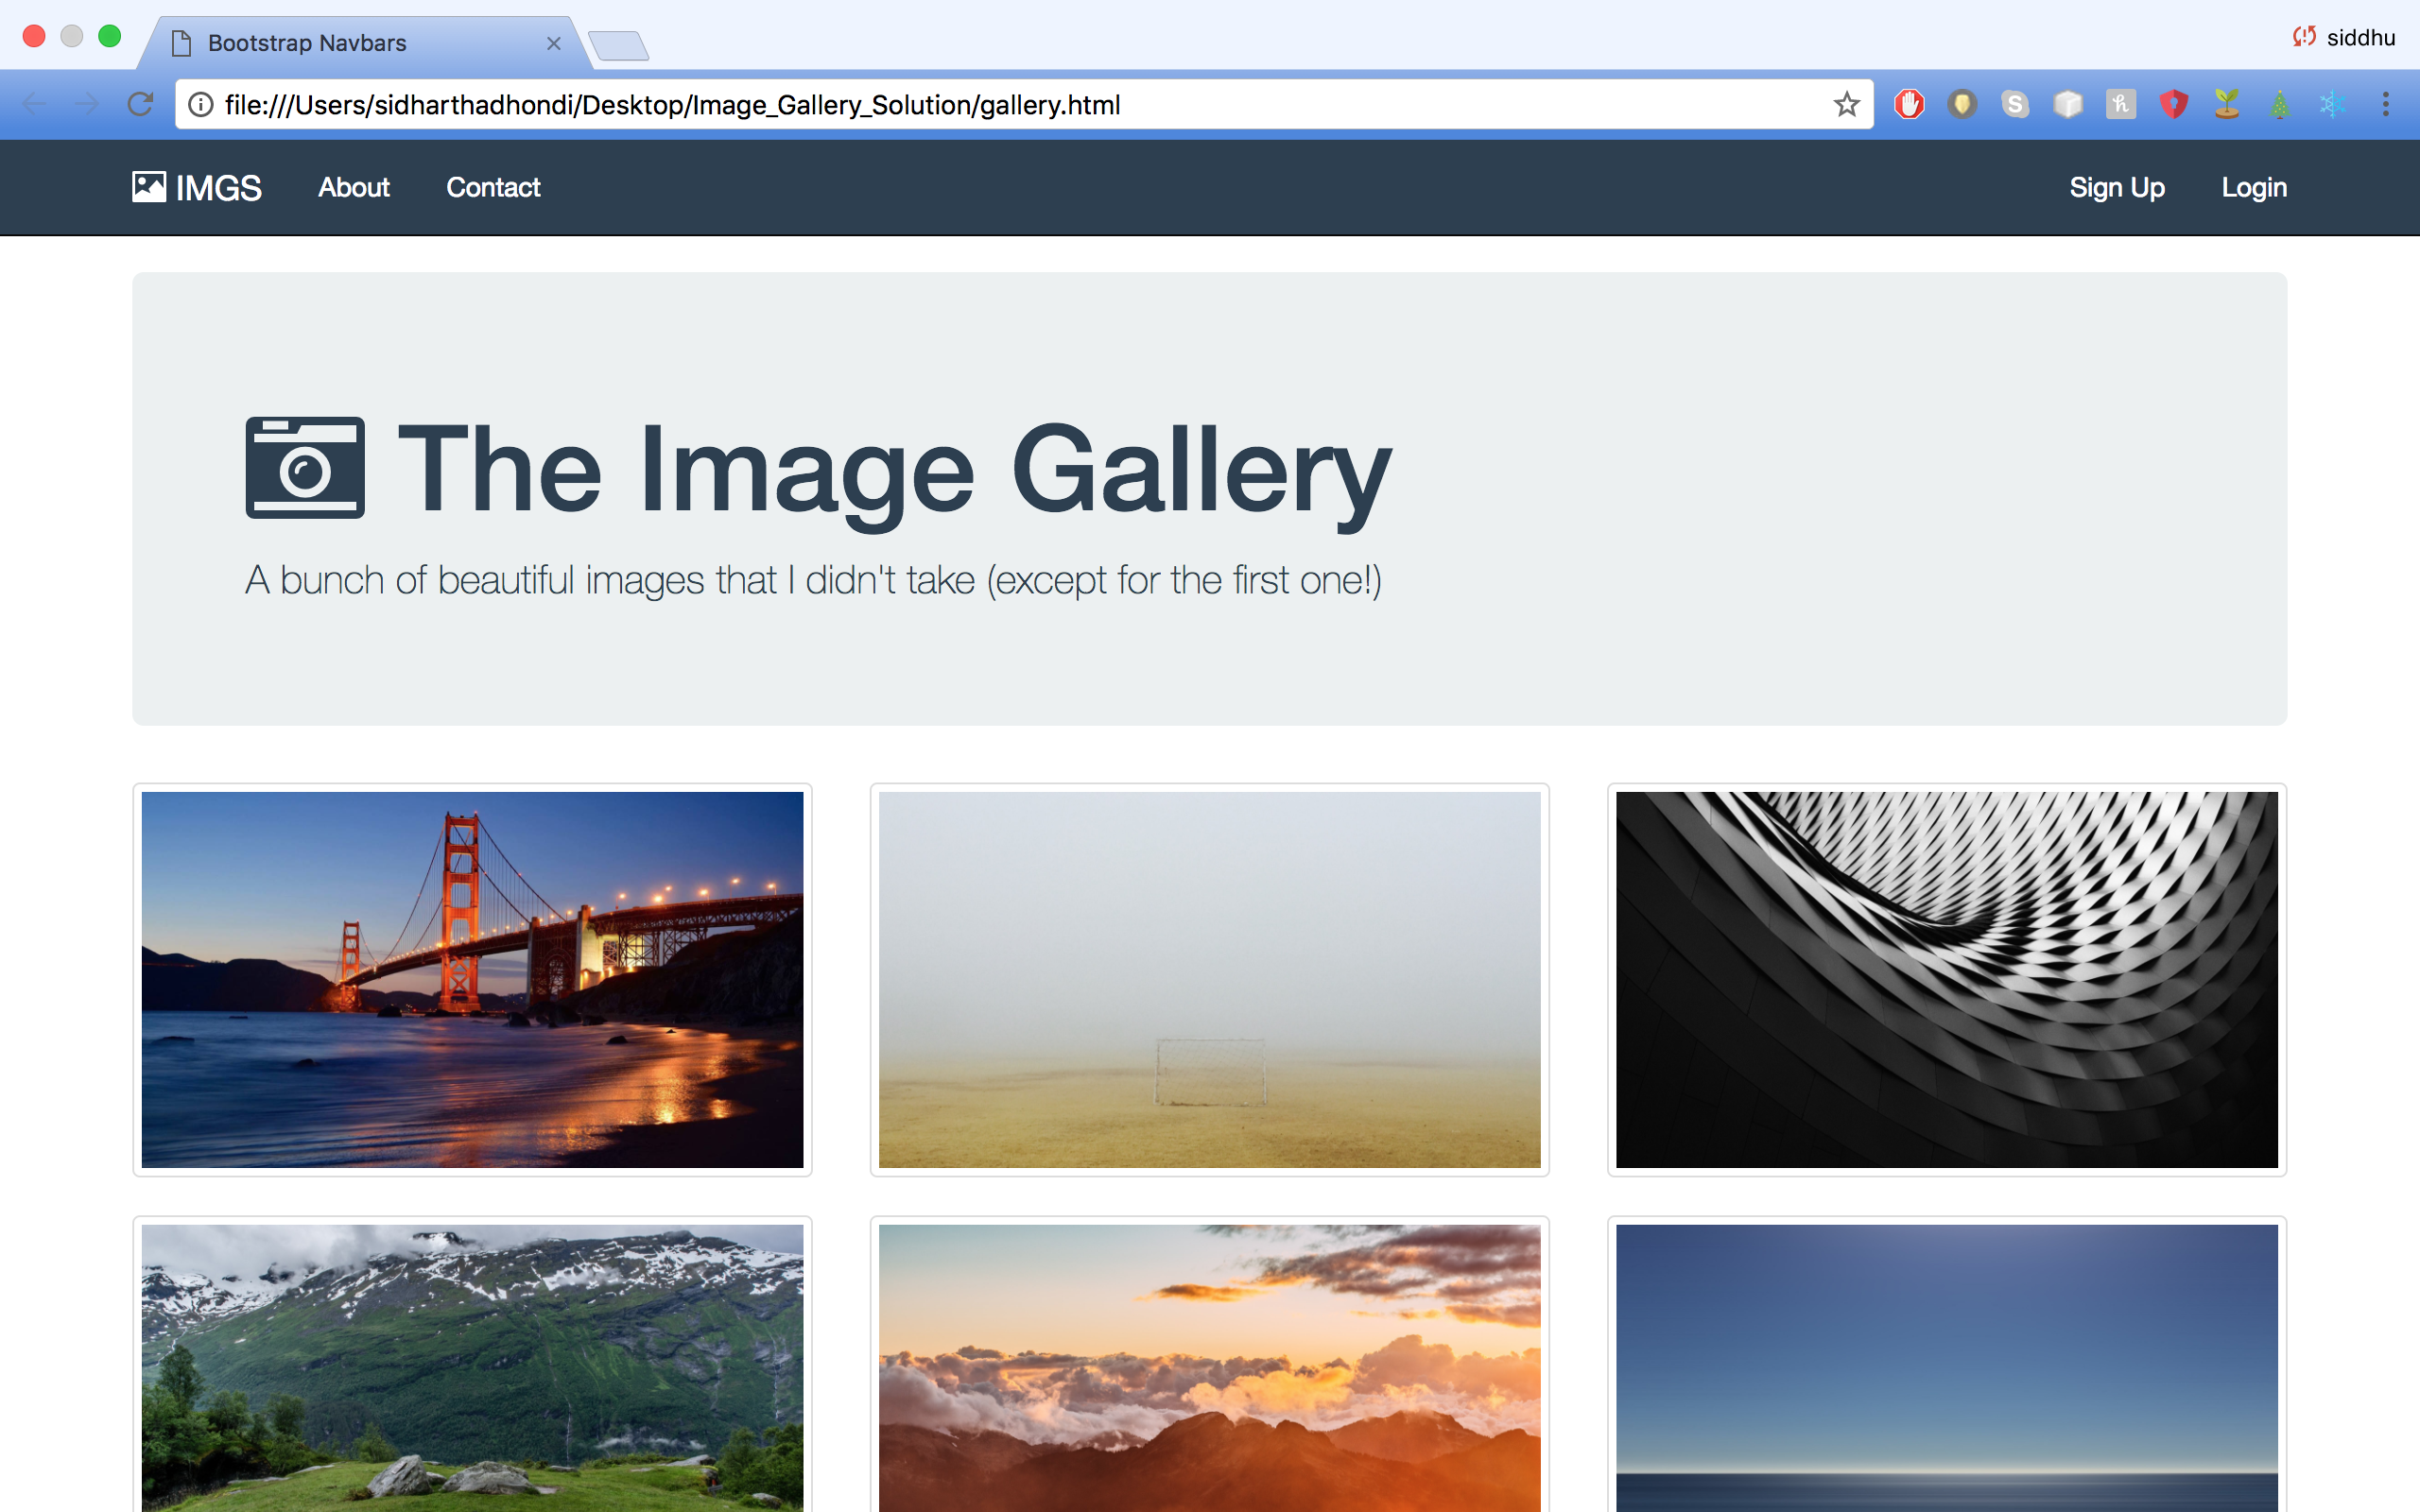 Bootstrap Navbars
siddhu
file:///Users/sidharthadhondi/Desktop/Image_Gallery_Solution/gallery.html
IMGS About Contact Sign Up Login
The Image Gallery
A bunch of beautiful images that I didn't take (except for the first one!)